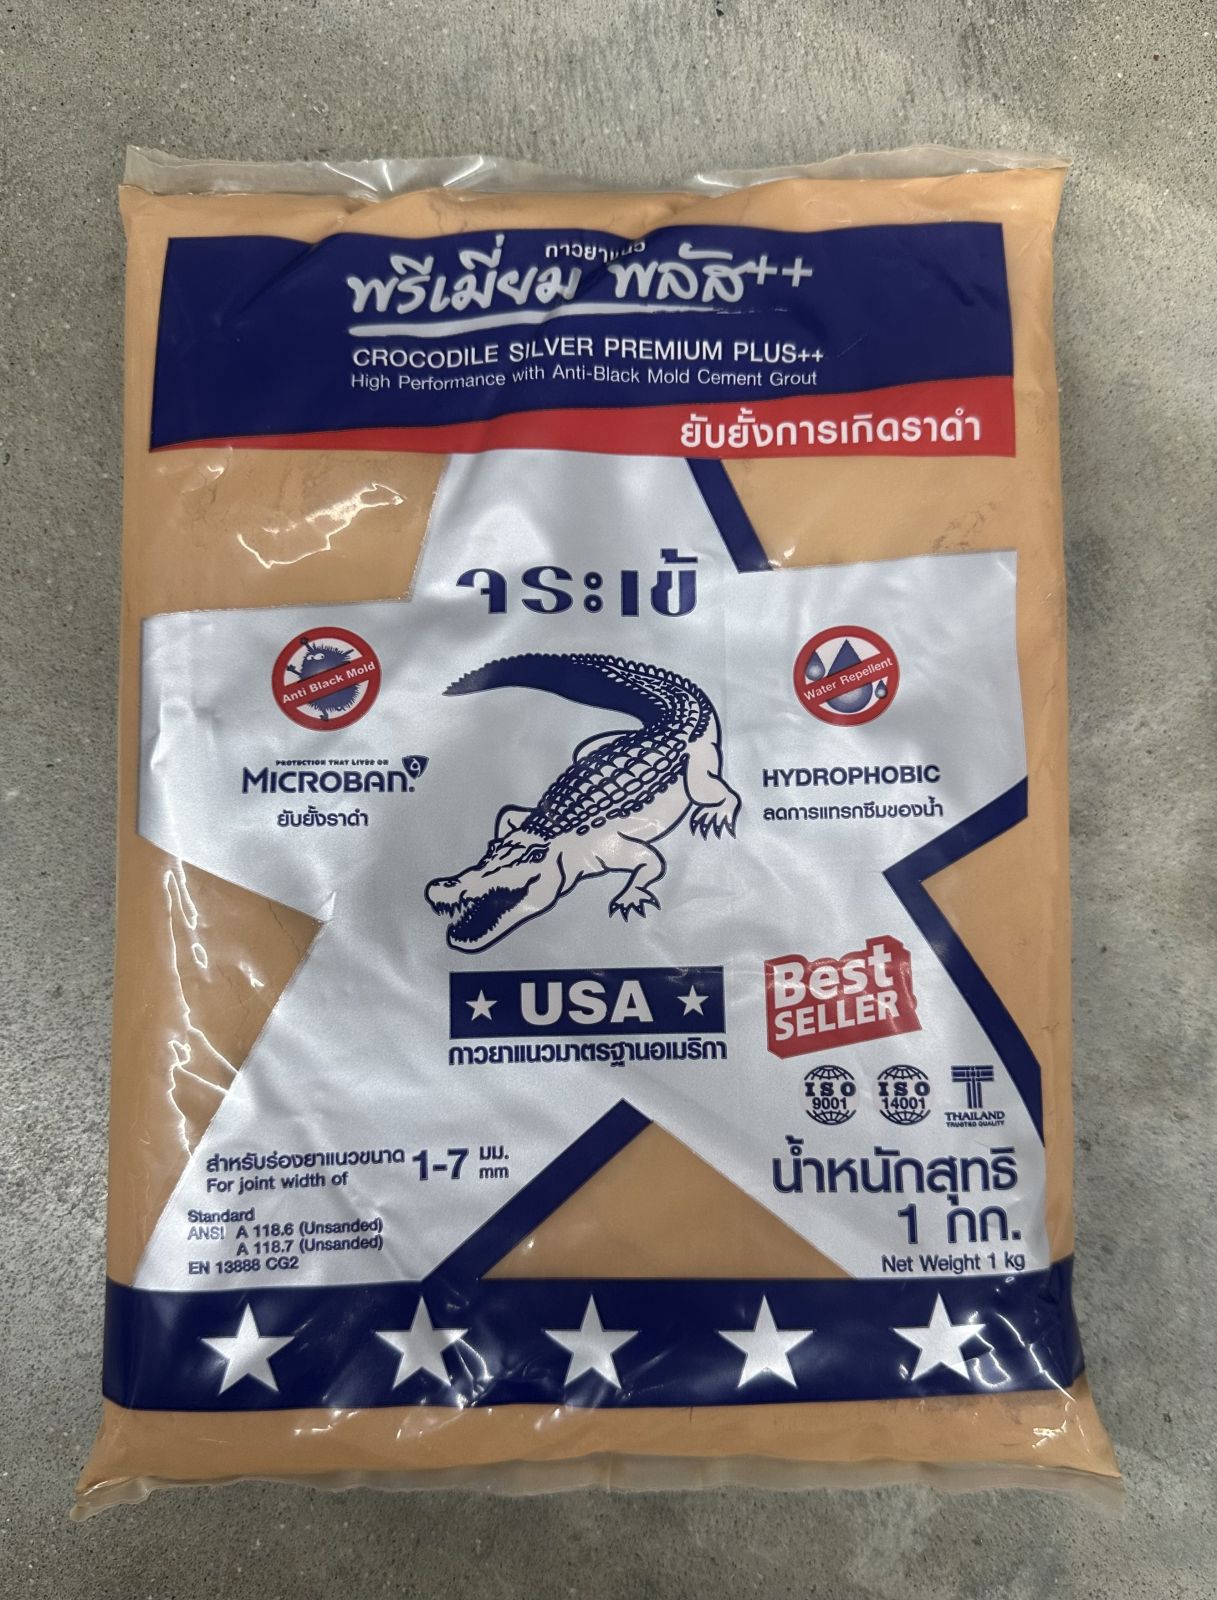 กาวยาแนว
พรีเมี่ยม พลัส++
CROCODILE SILVER PREMIUM PLUS++
High Performance with Anti-Black Mold Cement Grout
ยับยั้งการเกิดราดำ
จระเข้
Anti Black Mold
Water Repellent
PROTECTION THAT LIVES ON
MICROBAN
ยับยั้งราดำ
HYDROPHOBIC
ลดการแทรกซึมของน้ำ
USA
กาวยาแนวมาตรฐานอเมริกา
Best
SELLER
ISO
9001
ISO
14001
THAILAND
TRUSTED QUALITY
สำหรับร่องยาแนวขนาด 1-7 มม.
For joint width of mm
Standard
ANSI A 118.6 (Unsanded)
A 118.7 (Unsanded)
EN 13888 CG2
น้ำหนักสุทธิ
1 กก.
Net Weight 1 kg